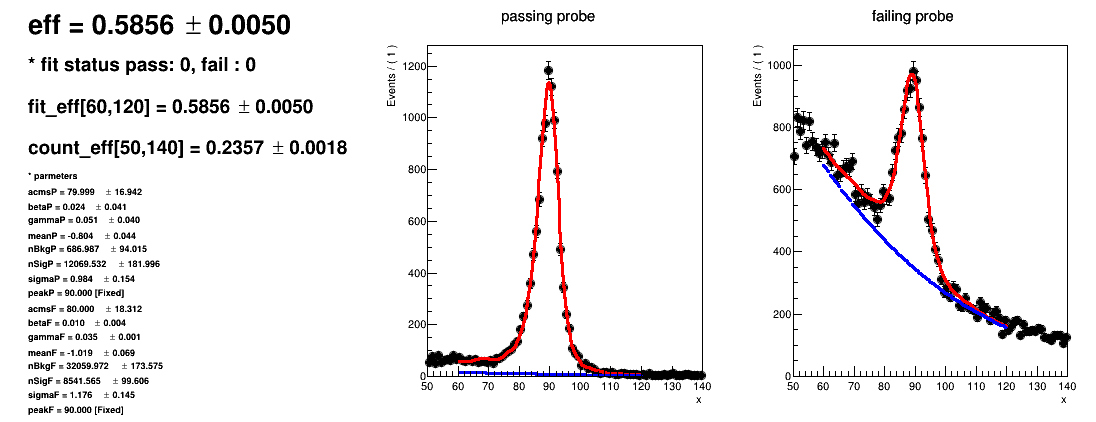 eff = 0.5856 ± 0.0050
* fit status pass: 0, fail : 0
fit_eff[60,120] = 0.5856 ± 0.0050
count_eff[50,140] = 0.2357 ± 0.0018
* parmeters
acmsP = 79.999 ± 16.942
betaP = 0.024 ± 0.041
gammaP = 0.051 ± 0.040
meanP = -0.804 ± 0.044
nBkgP = 686.987 ± 94.015
nSigP = 12069.532 ± 181.996
sigmaP = 0.984 ± 0.154
peakP = 90.000 [Fixed]
acmsF = 80.000 ± 18.312
betaF = 0.010 ± 0.004
gammaF = 0.035 ± 0.001
meanF = -1.019 ± 0.069
nBkgF = 32059.972 ± 173.575
nSigF = 8541.565 ± 99.606
sigmaF = 1.176 ± 0.145
peakF = 90.000 [Fixed]
passing probe
Events / ( 1 )
1200
1000
800
600
400
200
0
50 60 70 80 90 100 110 120 130 140
x
failing probe
Events / ( 1 )
1000
800
600
400
200
0
50 60 70 80 90 100 110 120 130 140
x